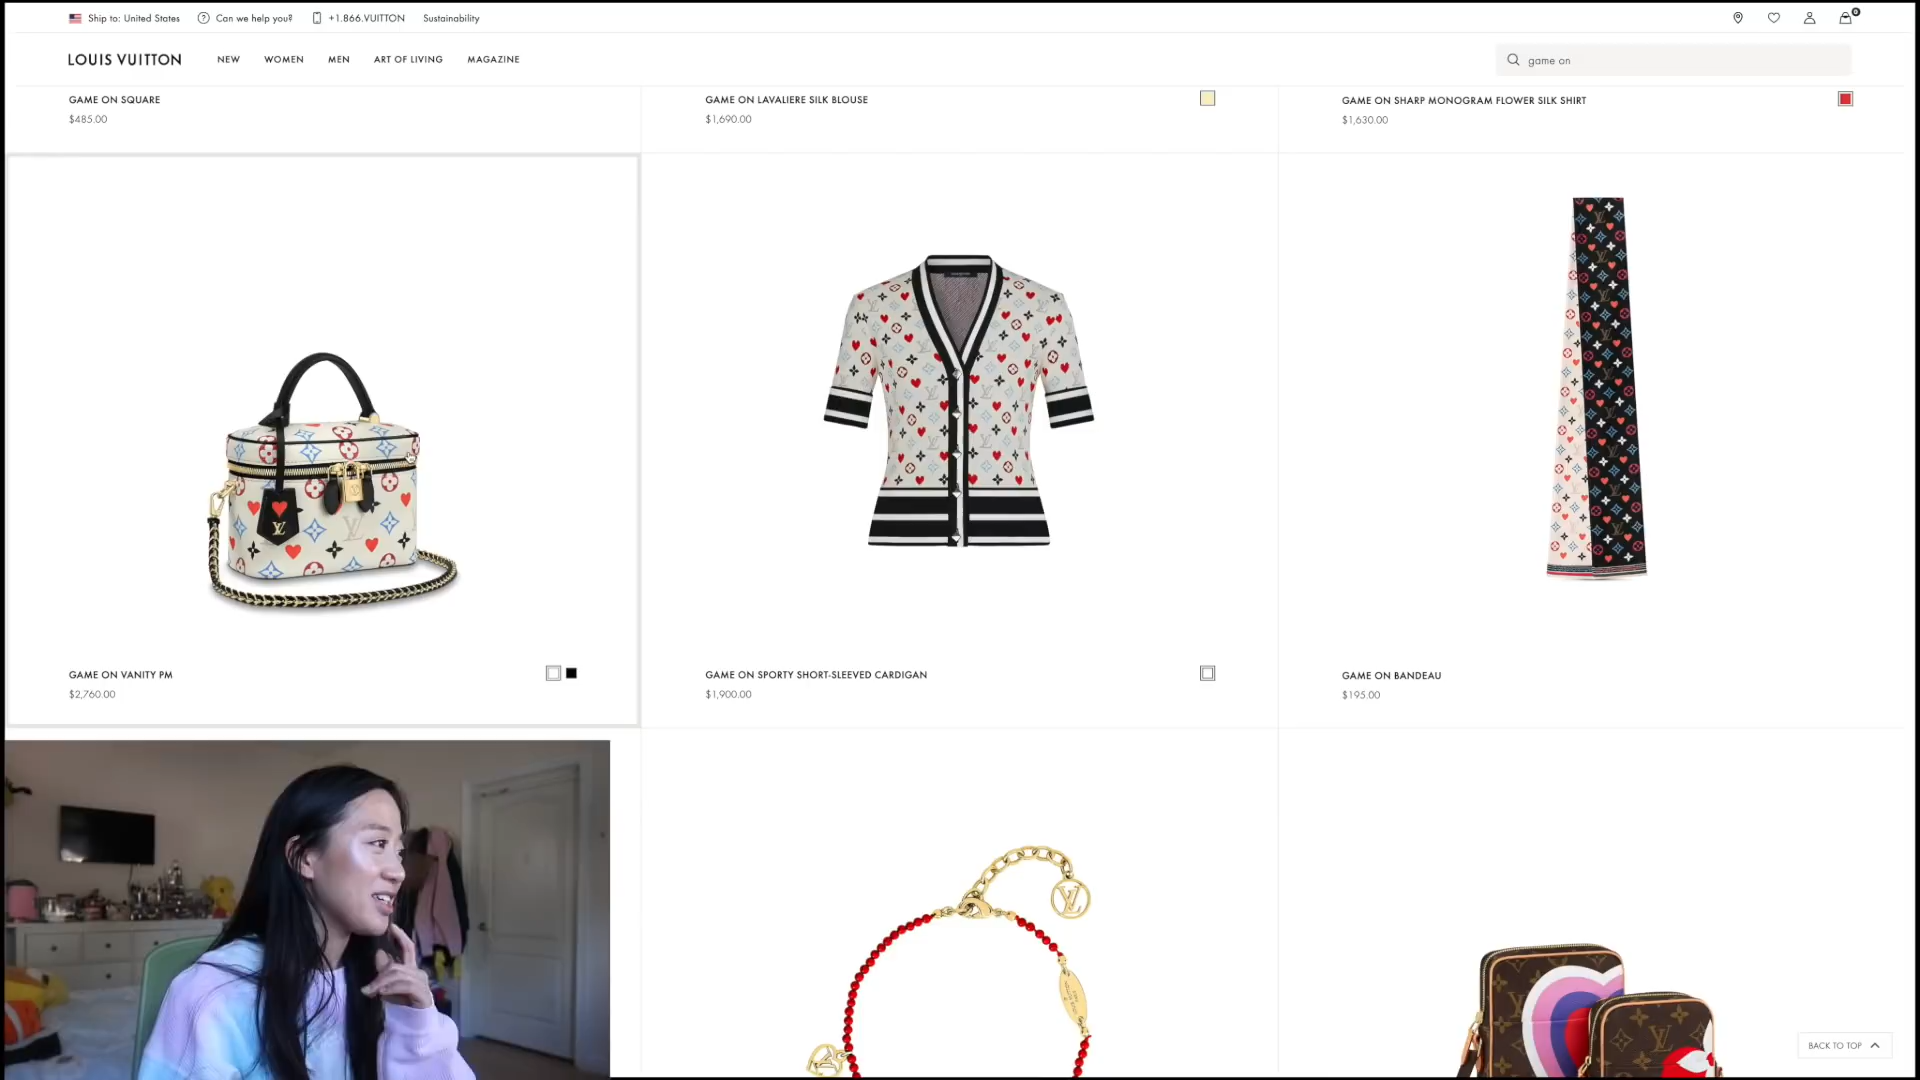 Ship to: United States
Can we help you?
+1.866.VUITTON
Sustainability
0
LOUIS VUITTON
NEW
WOMEN
MEN
ART OF LIVING
MAGAZINE
game on
GAME ON SQUARE
$485.00
GAME ON LAVALIERE SILK BLOUSE
$1,690.00
GAME ON SHARP MONOGRAM FLOWER SILK SHIRT
$1,630.00
GAME ON VANITY PM
$2,760.00
GAME ON SPORTY SHORT-SLEEVED CARDIGAN
$1,900.00
GAME ON BANDEAU
$195.00
BACK TO TOP